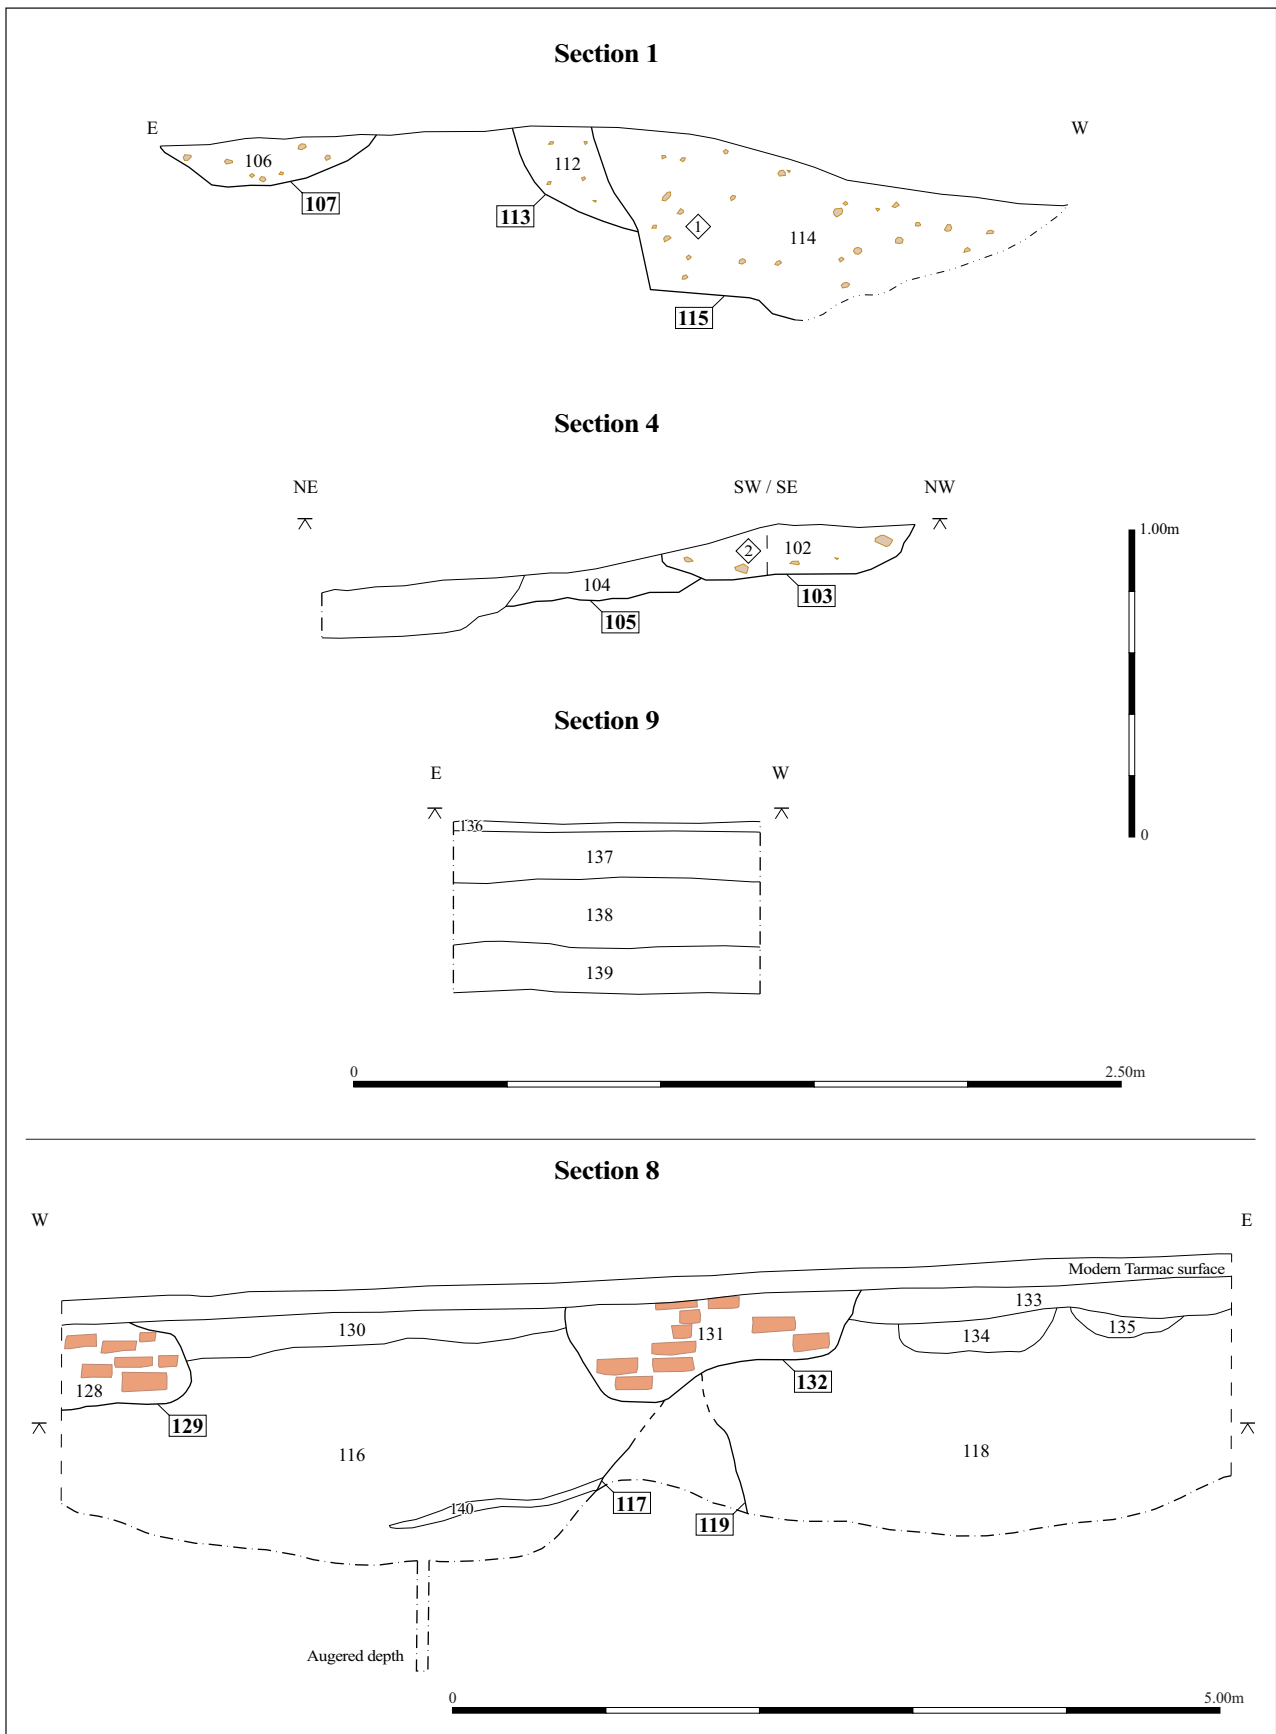 Section 1
E
W
106
107
112
113
1
114
115
Section 4
NE
SW / SE
NW
2
102
104
103
105
1.00m
0
Section 9
E
W
136
137
138
139
0
2.50m
Section 8
W
E
Modern Tarmac surface
133
130
131
134
135
128
132
129
116
118
140
117
119
Augered depth
0
5.00m